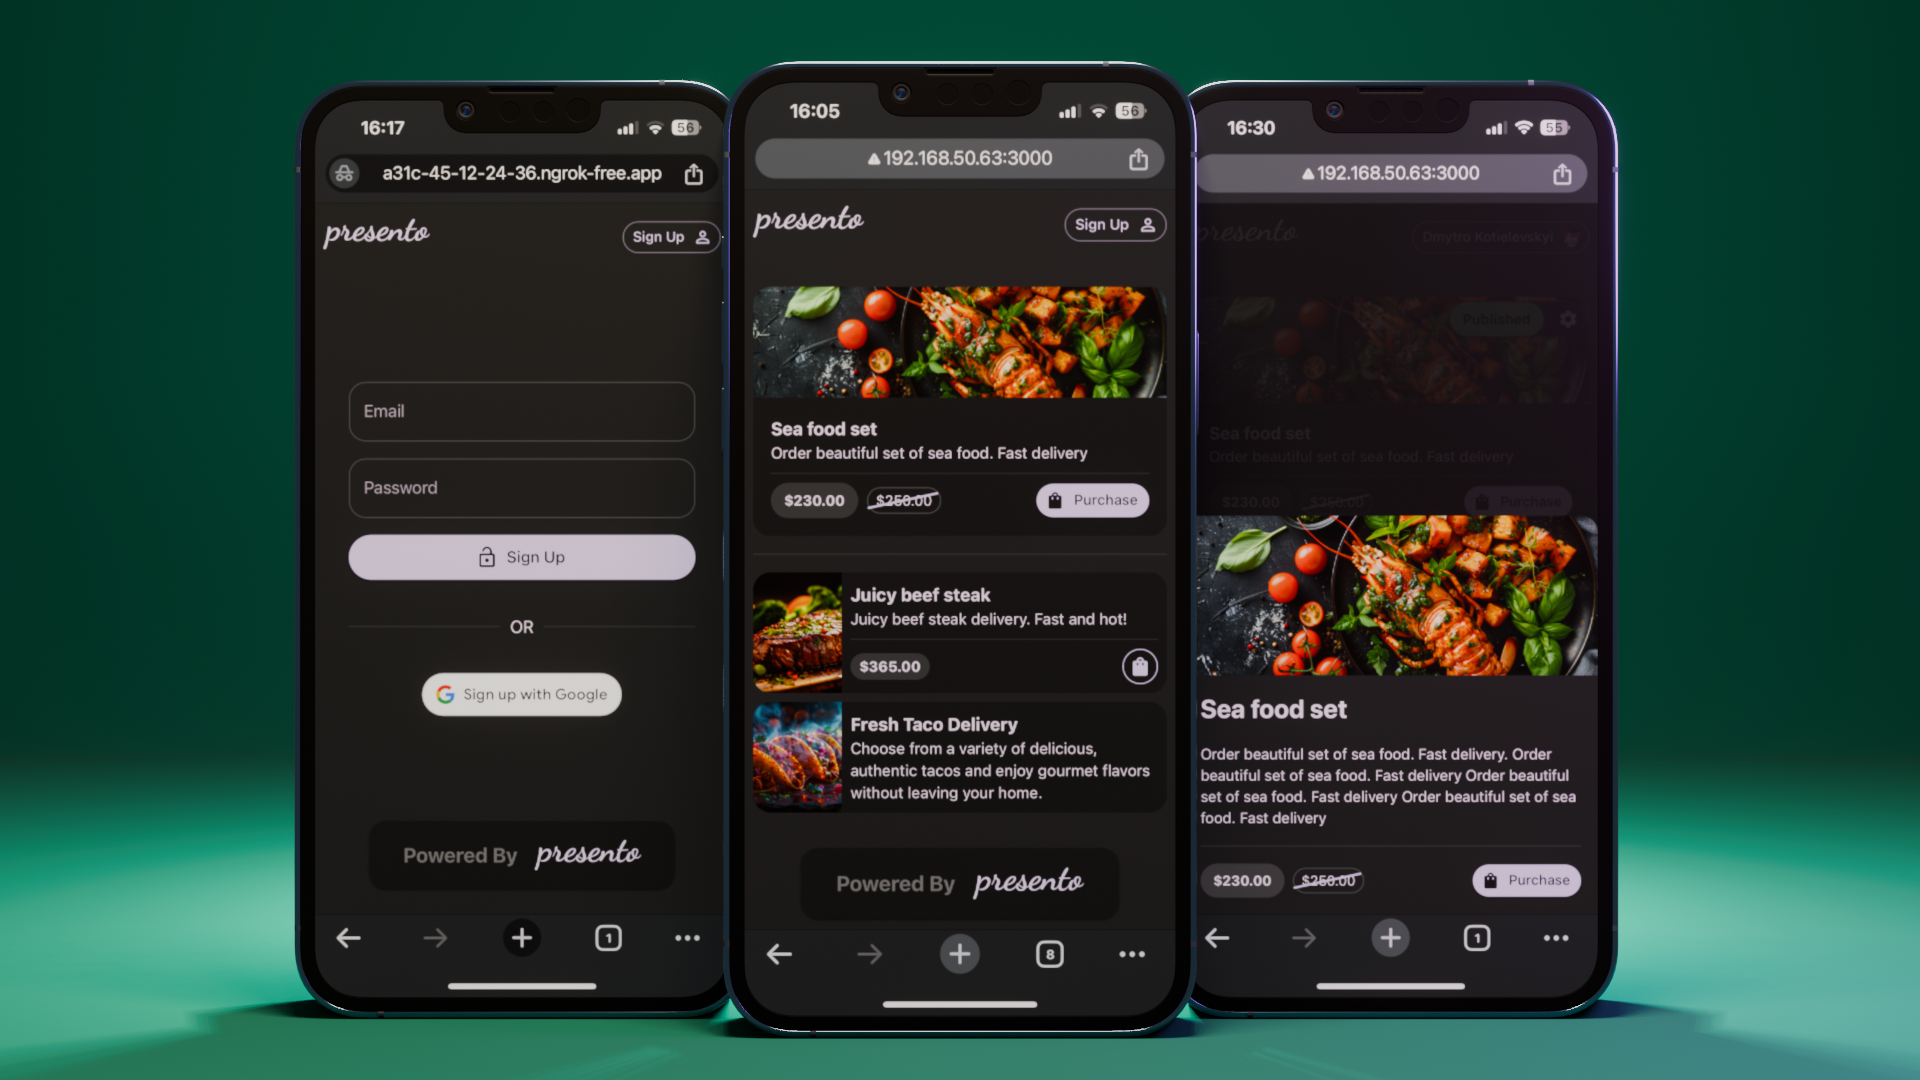 16:17
56
a31c-45-12-24-36.ngrok-free.app
presento
Sign Up
Email
Password
Sign Up
OR
Sign up with Google
Powered By presento
1
16:05
56
192.168.50.63:3000
presento
Sign Up
Sea food set
Order beautiful set of sea food. Fast delivery
$230.00 $250.00 Purchase
Juicy beef steak
Juicy beef steak delivery. Fast and hot!
$365.00
Fresh Taco Delivery
Choose from a variety of delicious,
authentic tacos and enjoy gourmet flavors
without leaving your home.
Powered By presento
8
16:30
55
192.168.50.63:3000
presento
Dmytro Kotielevskyi
Published
Sea food set
Order beautiful set of sea food. Fast delivery
$230.00 $250.00 Purchase
Sea food set
Order beautiful set of sea food. Fast delivery. Order
beautiful set of sea food. Fast delivery Order beautiful
set of sea food. Fast delivery Order beautiful set of sea
food. Fast delivery
$230.00 $250.00 Purchase
1